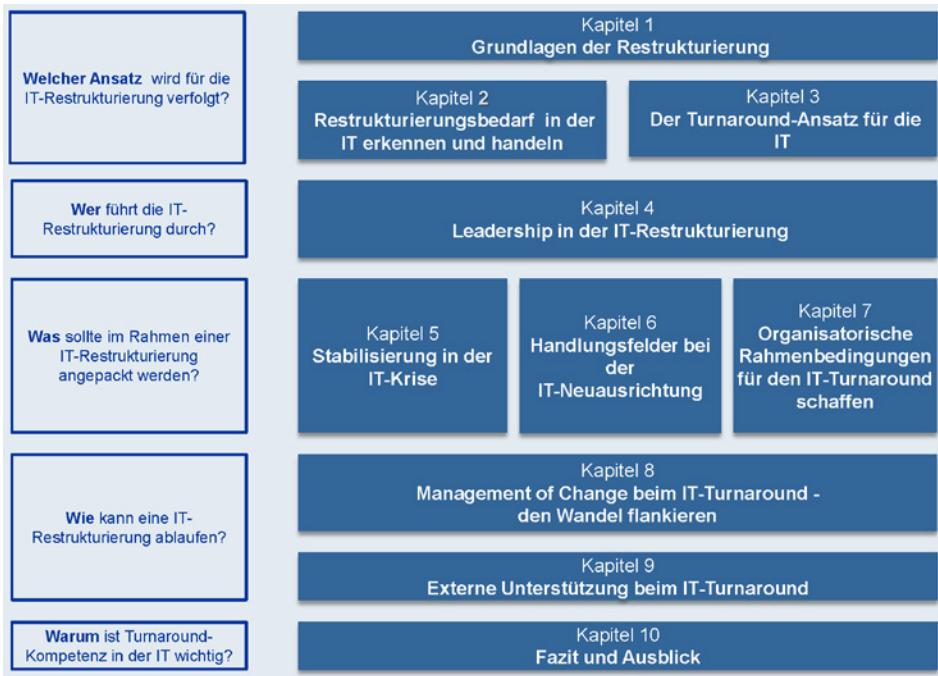 Welcher Ansatz wird für die
IT-Restrukturierung verfolgt?
Kapitel 1
Grundlagen der Restrukturierung
Kapitel 2
Restrukturierungsbedarf in der
IT erkennen und handeln
Kapitel 3
Der Turnaround-Ansatz für die
IT
Wer führt die IT-
Restrukturierung durch?
Kapitel 4
Leadership in der IT-Restrukturierung
Was sollte im Rahmen einer
IT-Restrukturierung
angepackt werden?
Kapitel 5
Stabilisierung in der
IT-Krise
Kapitel 6
Handlungsfelder bei
der
IT-Neuausrichtung
Kapitel 7
Organisatorische
Rahmenbedingungen
für den IT-Turnaround
schaffen
Wie kann eine IT-
Restrukturierung ablaufen?
Kapitel 8
Management of Change beim IT-Turnaround -
den Wandel flankieren
Kapitel 9
Externe Unterstützung beim IT-Turnaround
Warum ist Turnaround-
Kompetenz in der IT wichtig?
Kapitel 10
Fazit und Ausblick